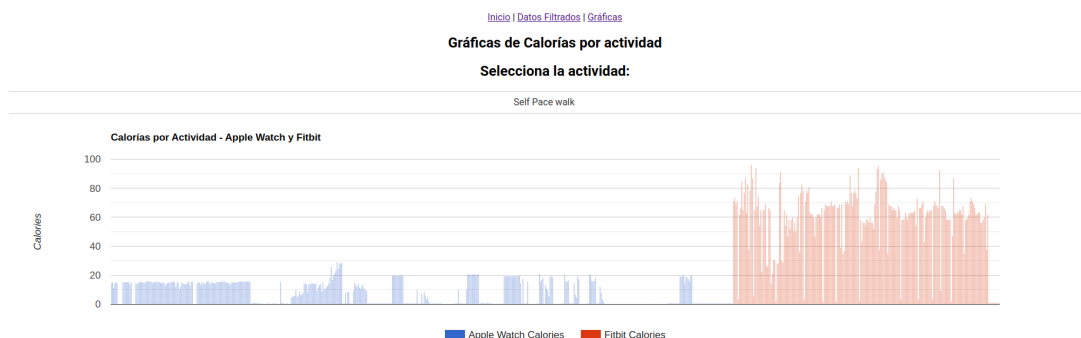 Inicio | Datos Filtrados | Gráficas
Gráficas de Calorías por actividad
Selecciona la actividad:
Self Pace walk
Calorías por Actividad - Apple Watch y Fitbit
100
80
60
40
20
0
Calories
Apple Watch Calories
Fitbit Calories